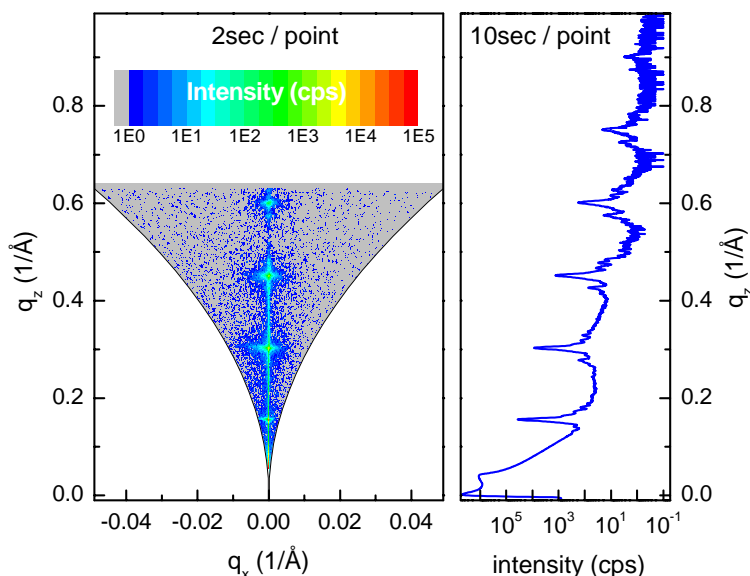 2sec / point
10sec / point
Intensity (cps)
1E0 1E1 1E2 1E3 1E4 1E5
0.8
0.6
0.4
0.2
0.0
q_z (1/Å)
-0.04 -0.02 0.00 0.02 0.04
q_x (1/Å)
10^5 10^3 10^1 10^-1
intensity (cps)
0.8
0.6
0.4
0.2
0.0
q_z (1/Å)